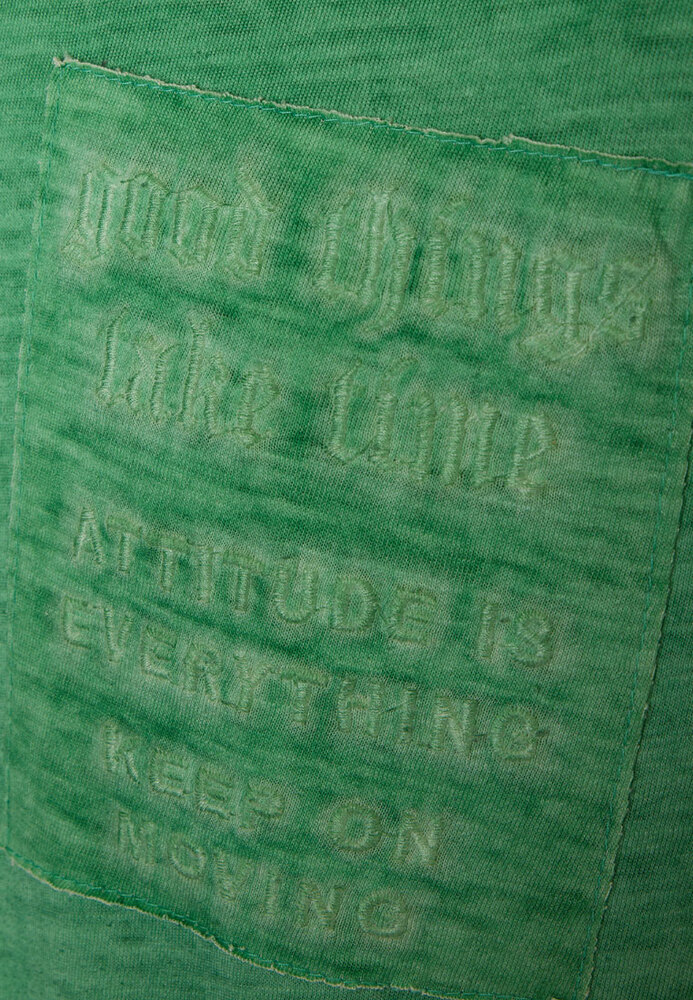 good things
take time
ATTITUDE IS
EVERYTHING
KEEP ON
MOVING